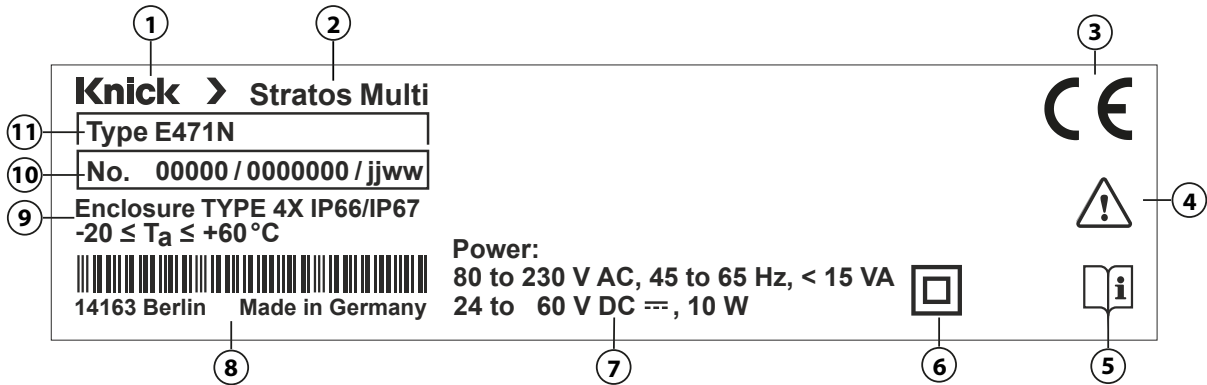 1
2
3
Knick > Stratos Multi
CE
11
Type E471N
10
No. 00000 / 0000000 / jjww
4
9
Enclosure TYPE 4X IP66/IP67
-20 ≤ Ta ≤ +60 °C
Power:
80 to 230 V AC, 45 to 65 Hz, < 15 VA
24 to 60 V DC ⎓ , 10 W
i
14163 Berlin Made in Germany
8
7
6
5